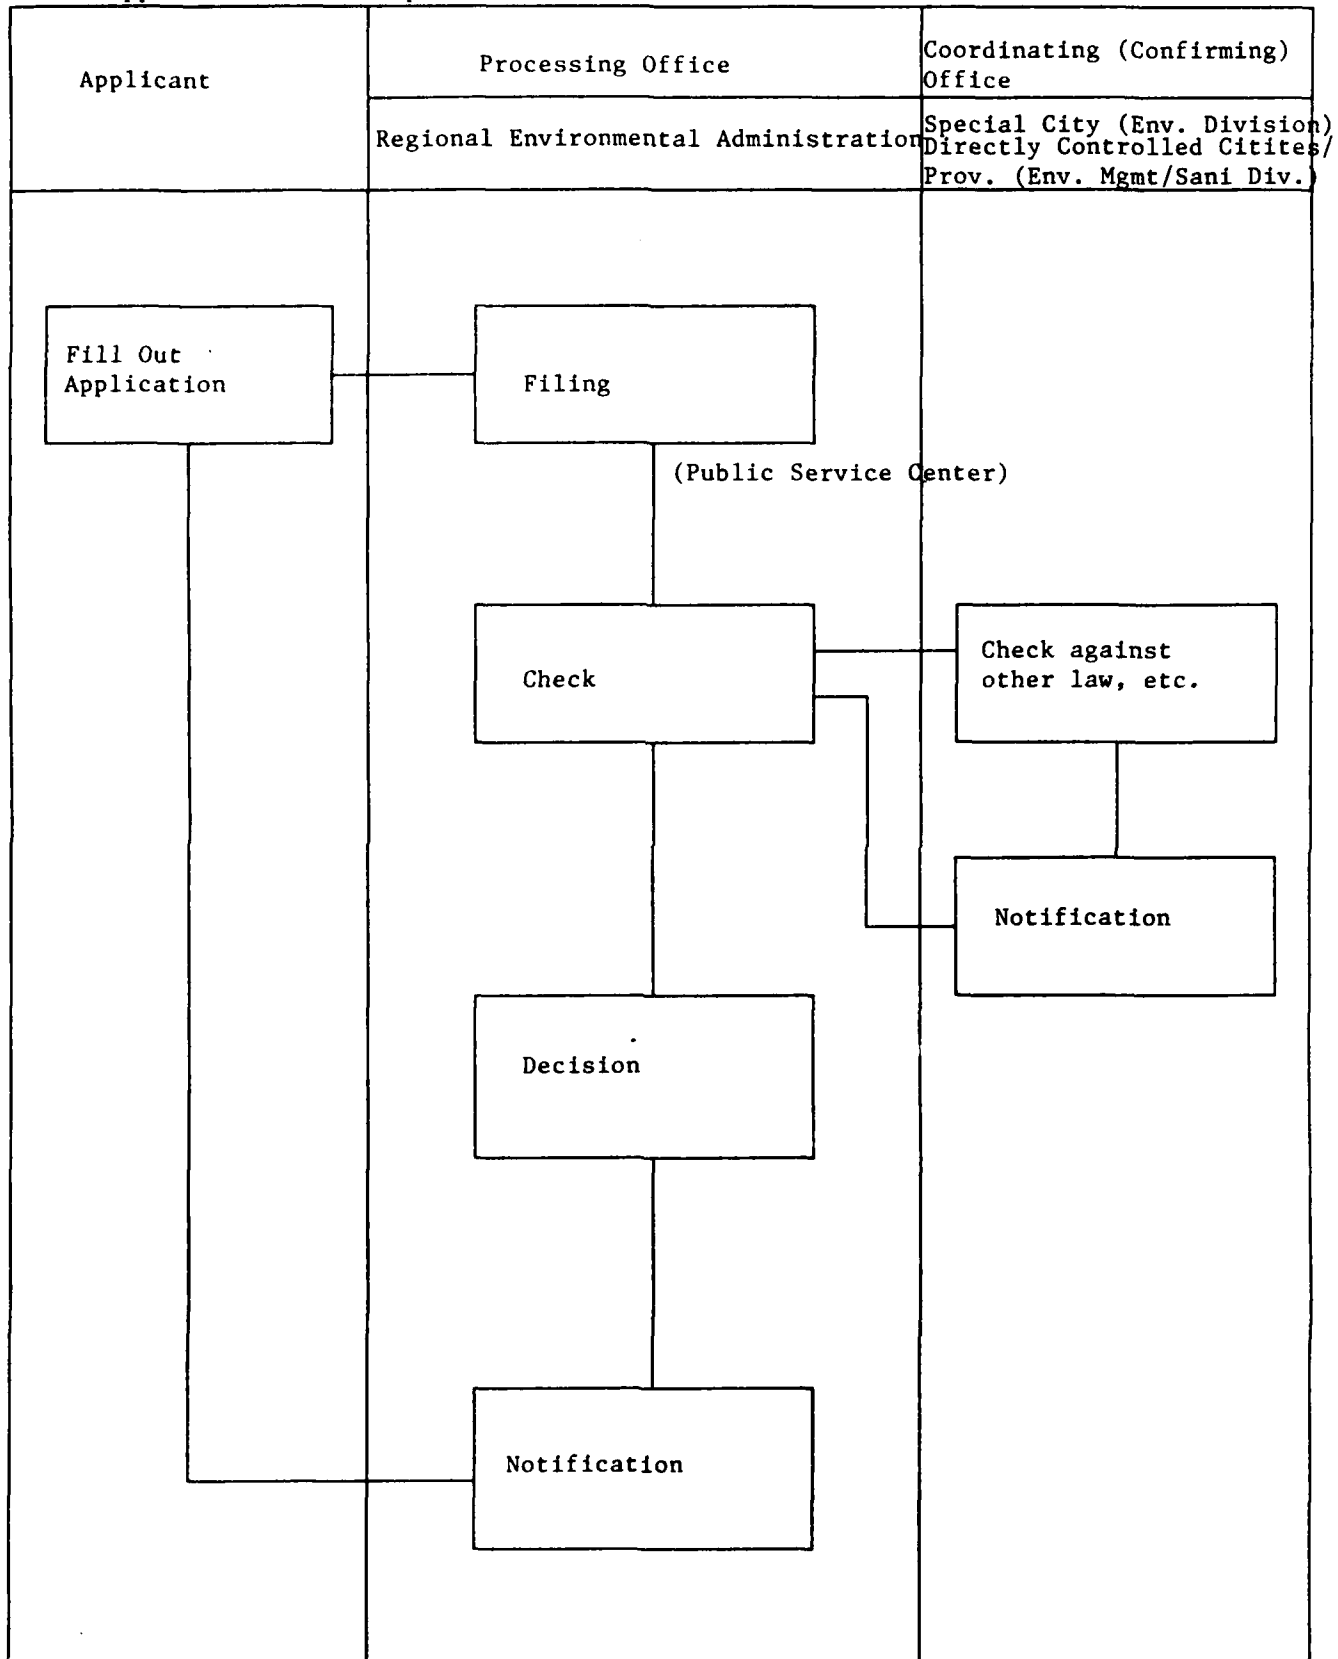 Applicant
Processing Office
Coordinating (Confirming)
Office
Regional Environmental Administration
Special City (Env. Division)
Directly Controlled Citites/
Prov. (Env. Mgmt/Sani Div.)
Fill Out
Application
Filing
(Public Service Center)
Check
Check against
other law, etc.
Notification
Decision
Notification